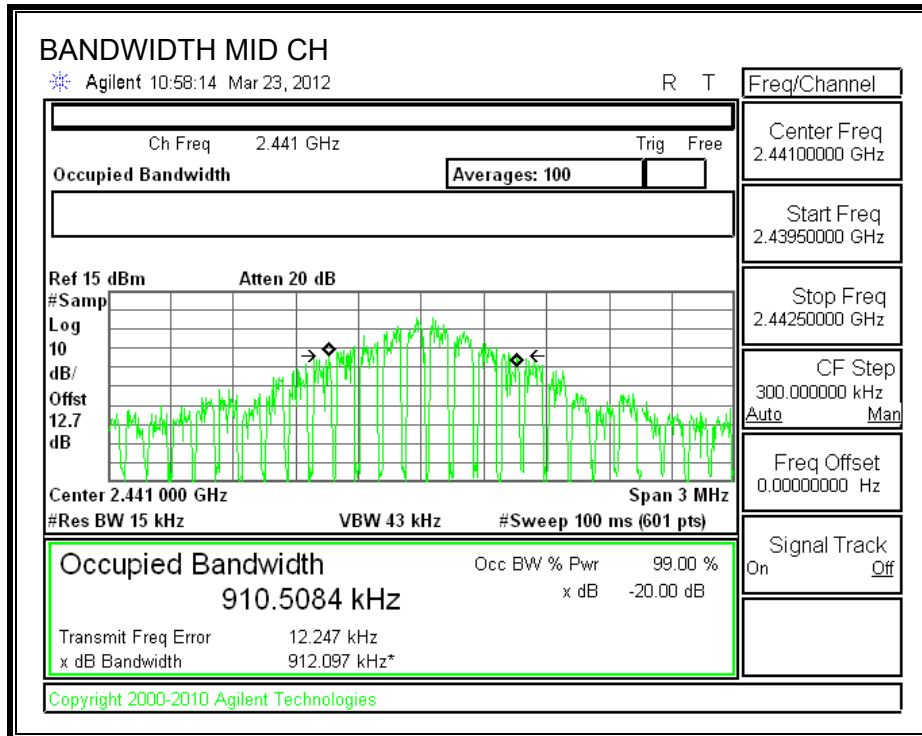 BANDWIDTH MID CH
Agilent 10:58:14 Mar 23, 2012 R T
Freq/Channel
Ch Freq 2.441 GHz Trig Free
Occupied Bandwidth Averages: 100
Center Freq
2.44100000 GHz
Start Freq
2.43950000 GHz
Stop Freq
2.44250000 GHz
CF Step
300.000000 kHz
Auto Man
Freq Offset
0.00000000 Hz
Signal Track
On Off
Ref 15 dBm Atten 20 dB
#Samp
Log
10
dB/
Offst
12.7
dB
Center 2.441 000 GHz Span 3 MHz
#Res BW 15 kHz VBW 43 kHz #Sweep 100 ms (601 pts)
Occupied Bandwidth Occ BW % Pwr 99.00 %
910.5084 kHz x dB -20.00 dB
Transmit Freq Error 12.247 kHz
x dB Bandwidth 912.097 kHz*
Copyright 2000-2010 Agilent Technologies